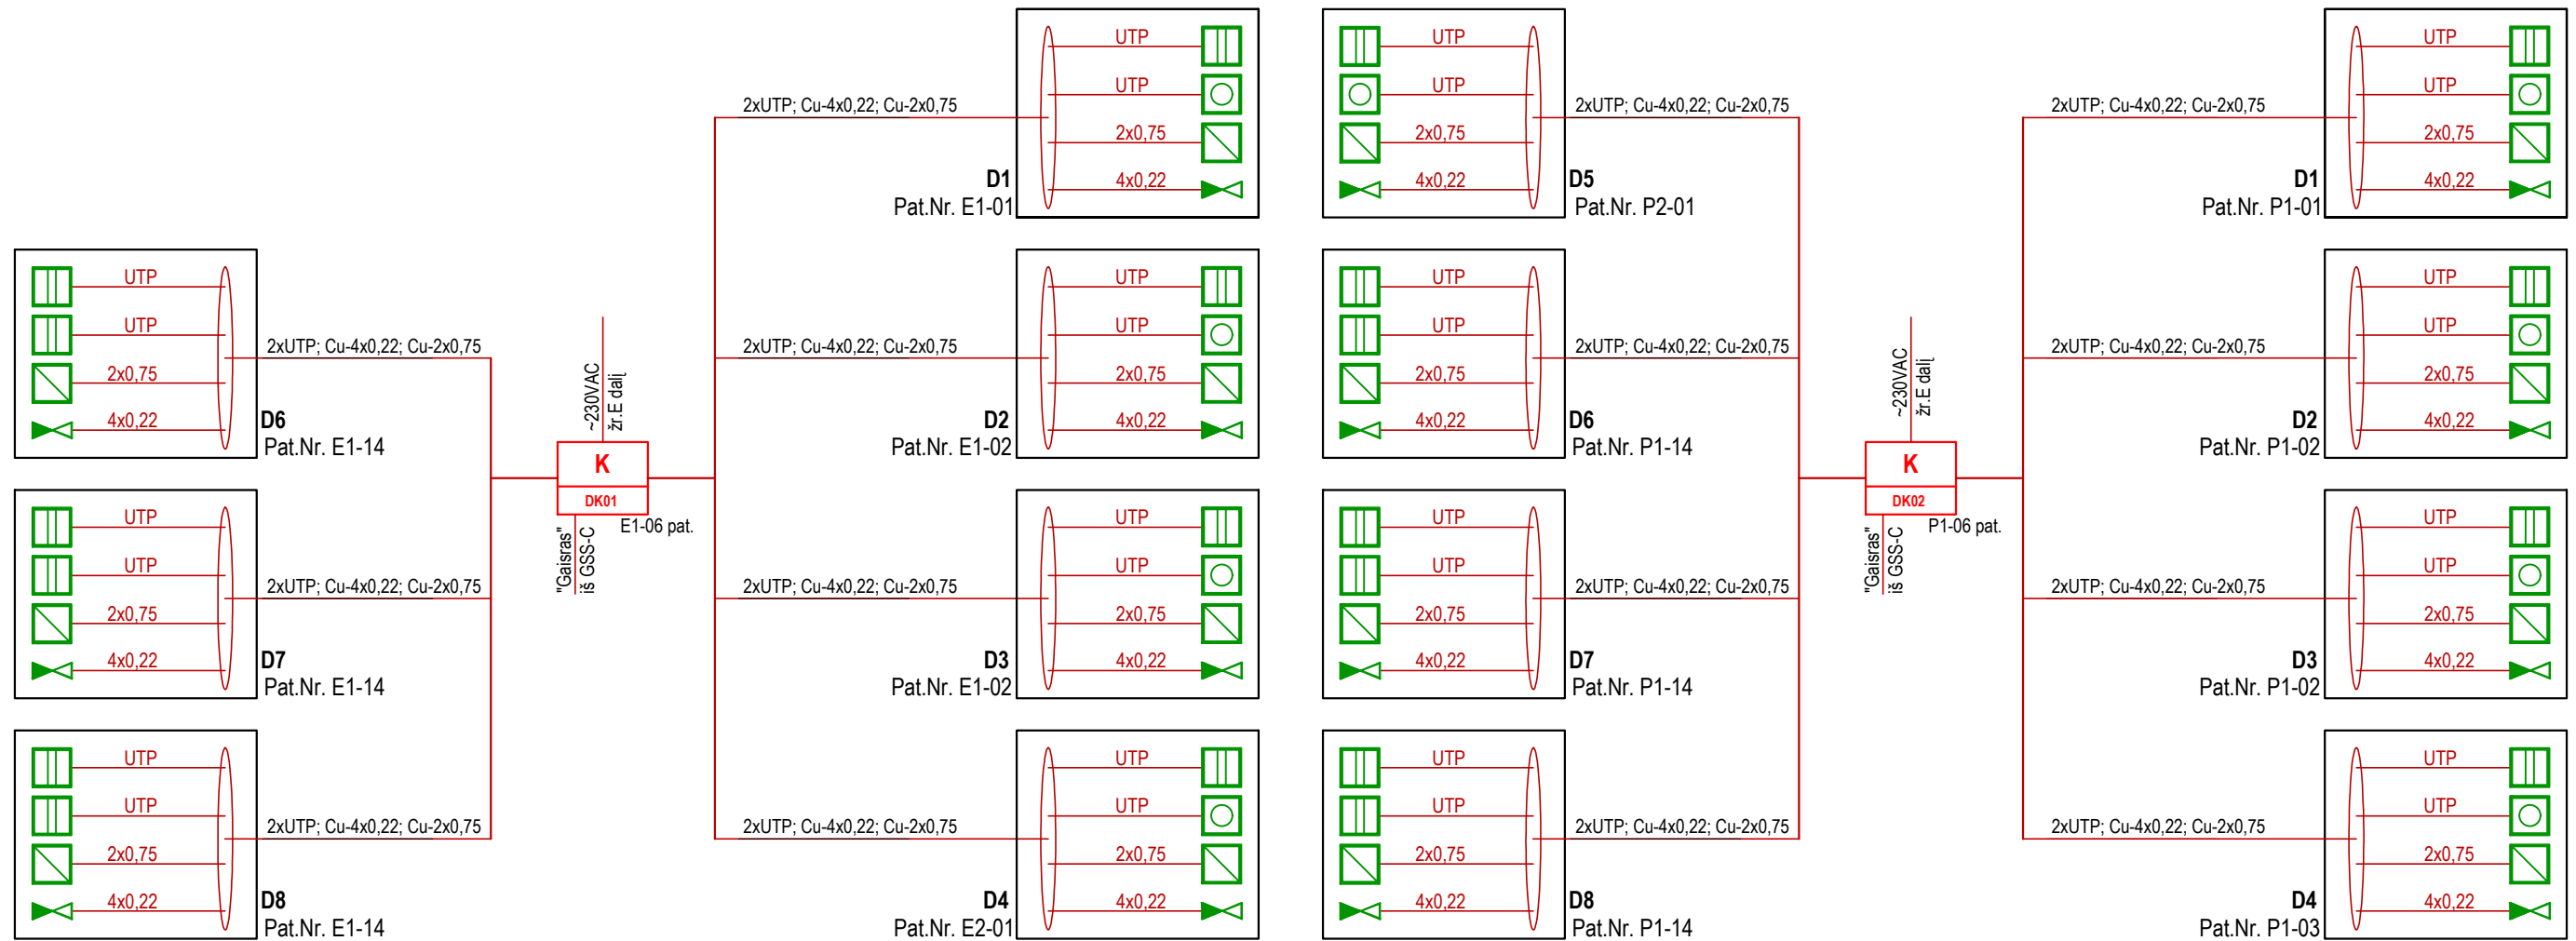 UTP
UTP
2x0,75
4x0,22
D6
Pat.Nr. E1-14
2xUTP; Cu-4x0,22; Cu-2x0,75
UTP
UTP
2x0,75
4x0,22
D7
Pat.Nr. E1-14
2xUTP; Cu-4x0,22; Cu-2x0,75
UTP
UTP
2x0,75
4x0,22
D8
Pat.Nr. E1-14
2xUTP; Cu-4x0,22; Cu-2x0,75
~230VAC
žr.E dalį
K
DK01
E1-06 pat.
"Gaisras"
iš GSS-C
2xUTP; Cu-4x0,22; Cu-2x0,75
UTP
UTP
2x0,75
4x0,22
D1
Pat.Nr. E1-01
2xUTP; Cu-4x0,22; Cu-2x0,75
UTP
UTP
2x0,75
4x0,22
D2
Pat.Nr. E1-02
2xUTP; Cu-4x0,22; Cu-2x0,75
UTP
UTP
2x0,75
4x0,22
D3
Pat.Nr. E1-02
2xUTP; Cu-4x0,22; Cu-2x0,75
UTP
UTP
2x0,75
4x0,22
D4
Pat.Nr. E2-01
UTP
UTP
2x0,75
4x0,22
D5
Pat.Nr. P2-01
2xUTP; Cu-4x0,22; Cu-2x0,75
UTP
UTP
2x0,75
4x0,22
D6
Pat.Nr. P1-14
2xUTP; Cu-4x0,22; Cu-2x0,75
UTP
UTP
2x0,75
4x0,22
D7
Pat.Nr. P1-14
2xUTP; Cu-4x0,22; Cu-2x0,75
UTP
UTP
2x0,75
4x0,22
D8
Pat.Nr. P1-14
2xUTP; Cu-4x0,22; Cu-2x0,75
~230VAC
žr.E dalį
K
DK02
P1-06 pat.
"Gaisras"
iš GSS-C
2xUTP; Cu-4x0,22; Cu-2x0,75
UTP
UTP
2x0,75
4x0,22
D1
Pat.Nr. P1-01
2xUTP; Cu-4x0,22; Cu-2x0,75
UTP
UTP
2x0,75
4x0,22
D2
Pat.Nr. P1-02
2xUTP; Cu-4x0,22; Cu-2x0,75
UTP
UTP
2x0,75
4x0,22
D3
Pat.Nr. P1-02
2xUTP; Cu-4x0,22; Cu-2x0,75
UTP
UTP
2x0,75
4x0,22
D4
Pat.Nr. P1-03